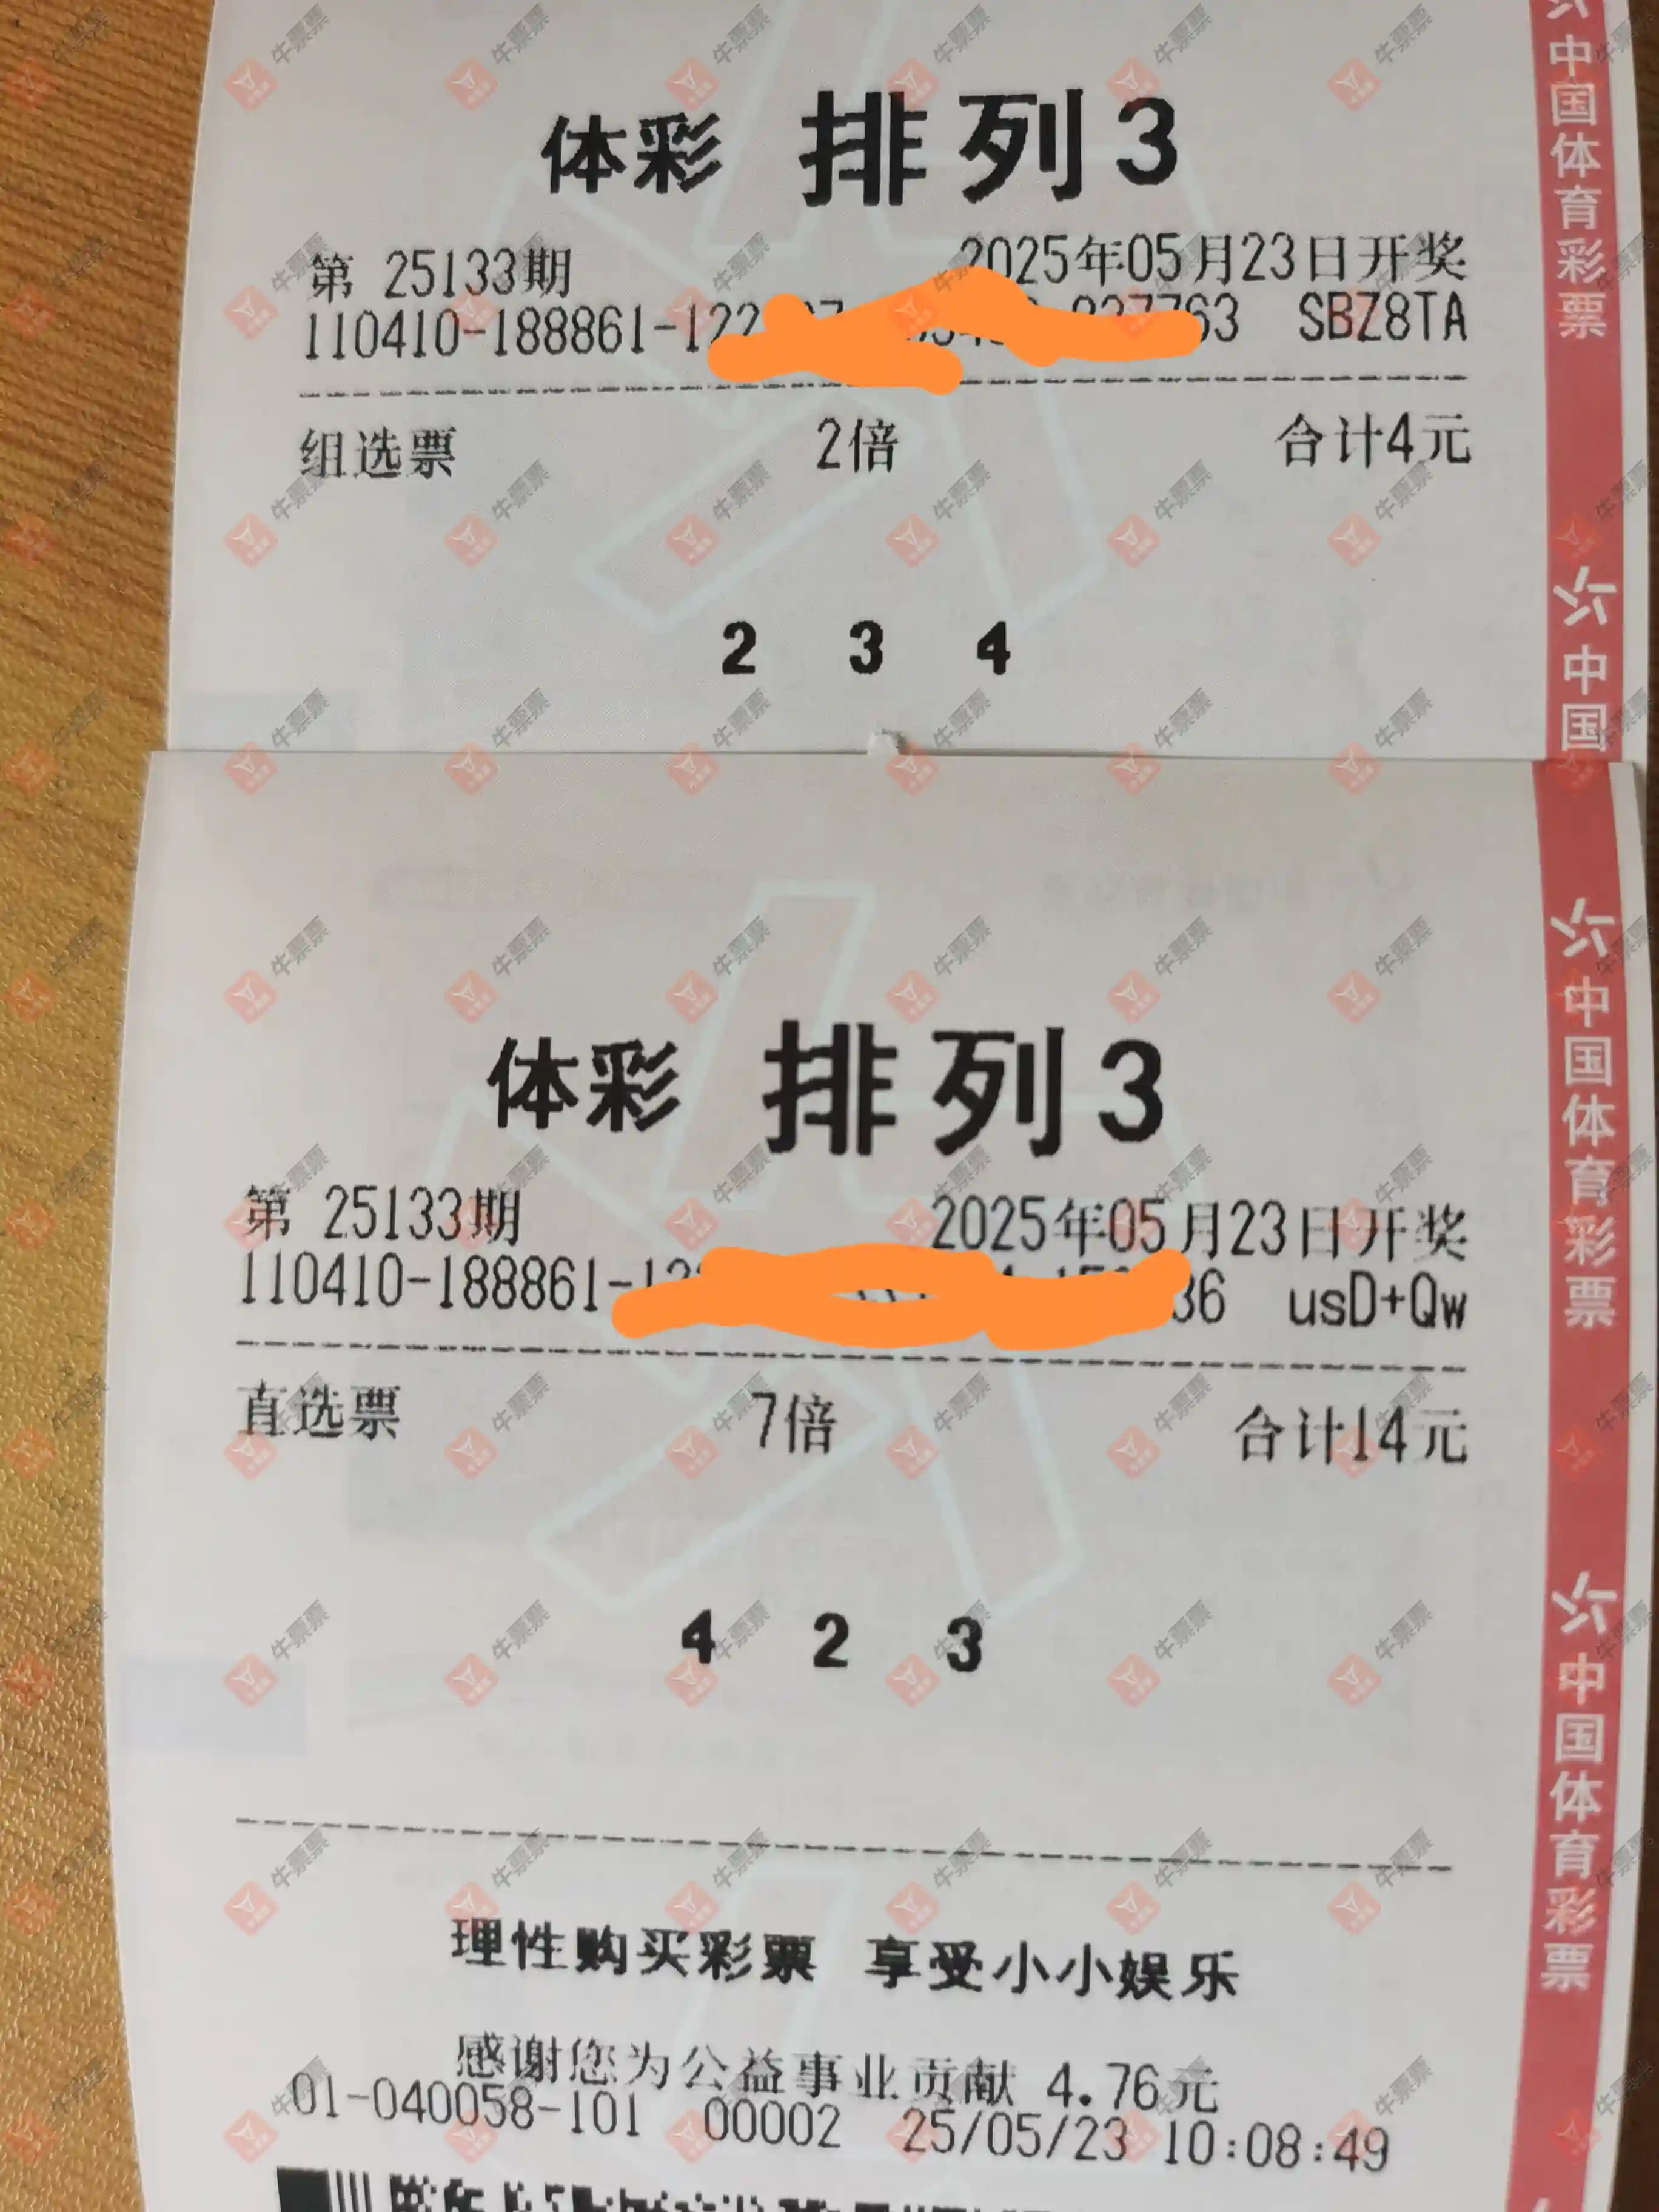 体彩 排列3
第 25133期 2025年05月23日开奖
110410-188861-122 63 SBZ8TA
组选票 2倍 合计4元
2 3 4
体彩 排列3
第 25133期 2025年05月23日开奖
110410-188861-12 36 usD+Qw
直选票 7倍 合计14元
4 2 3
理性购买彩票 享受小小娱乐
感谢您为公益事业贡献 4.76元
01-040058-101 00002 25/05/23 10:08:49
中国体育彩票
中国
中国体育彩票
中国体育彩票
牛票票